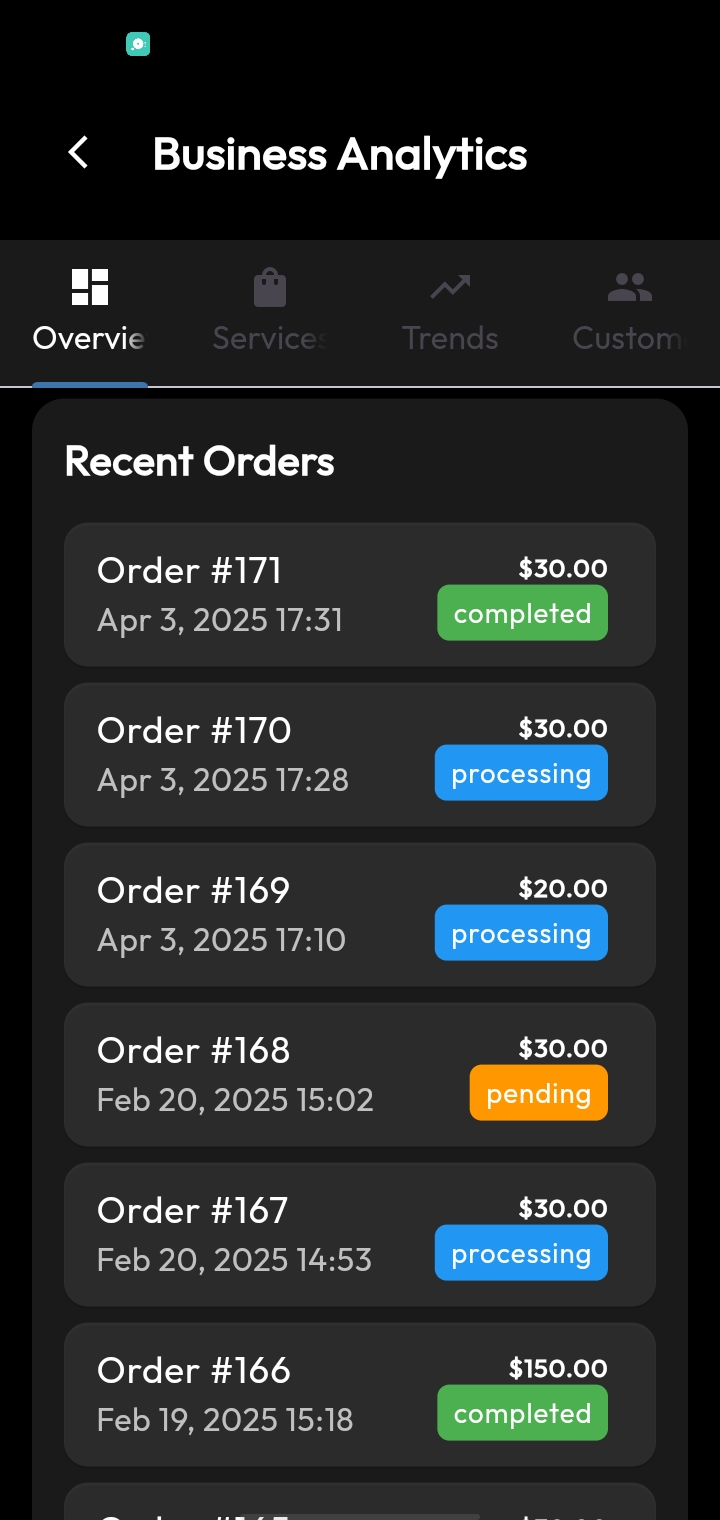 Business Analytics
Overvie
Services
Trends
Custom
Recent Orders
Order #171
$30.00
Apr 3, 2025 17:31
completed
Order #170
$30.00
Apr 3, 2025 17:28
processing
Order #169
$20.00
Apr 3, 2025 17:10
processing
Order #168
$30.00
Feb 20, 2025 15:02
pending
Order #167
$30.00
Feb 20, 2025 14:53
processing
Order #166
$150.00
Feb 19, 2025 15:18
completed